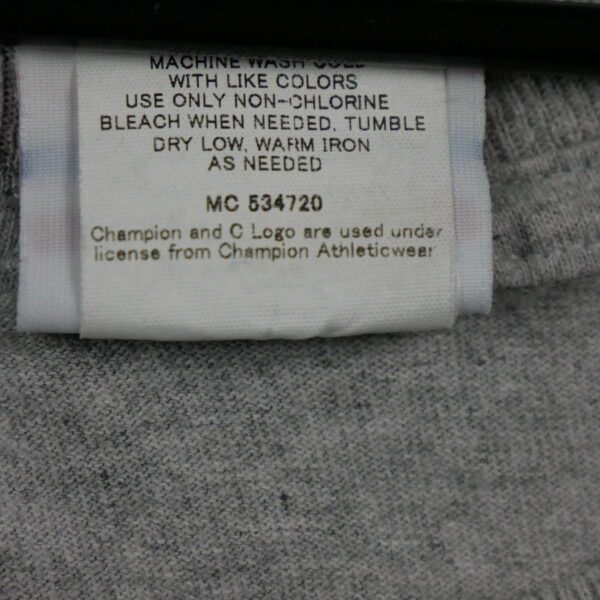 MACHINE WASH COLD
WITH LIKE COLORS
USE ONLY NON-CHLORINE
BLEACH WHEN NEEDED, TUMBLE
DRY LOW, WARM IRON
AS NEEDED
MC 534720
Champion and C Logo are used under
license from Champion Athleticwear